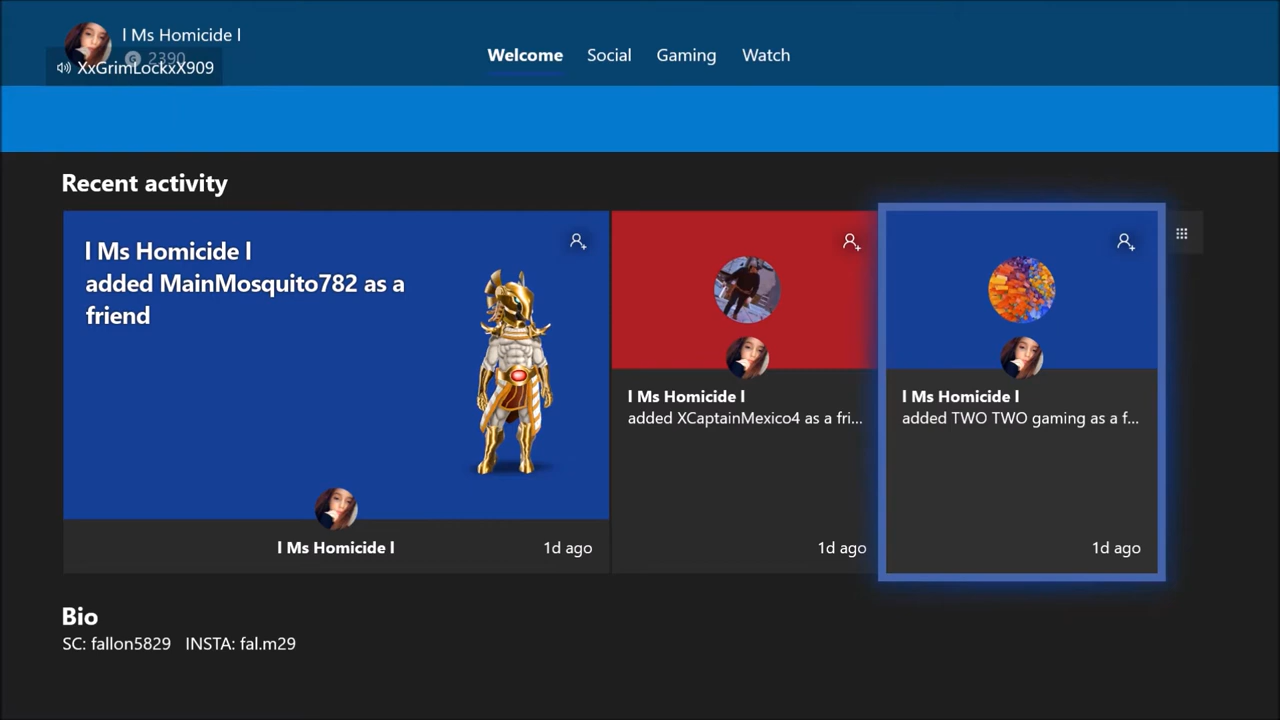 l Ms Homicide l
2390
XxGrimLockxX909
Welcome Social Gaming Watch
Recent activity
l Ms Homicide l
added MainMosquito782 as a
friend
l Ms Homicide l 1d ago
l Ms Homicide l
added XCaptainMexico4 as a fri...
1d ago
l Ms Homicide l
added TWO TWO gaming as a f...
1d ago
Bio
SC: fallon5829 INSTA: fal.m29